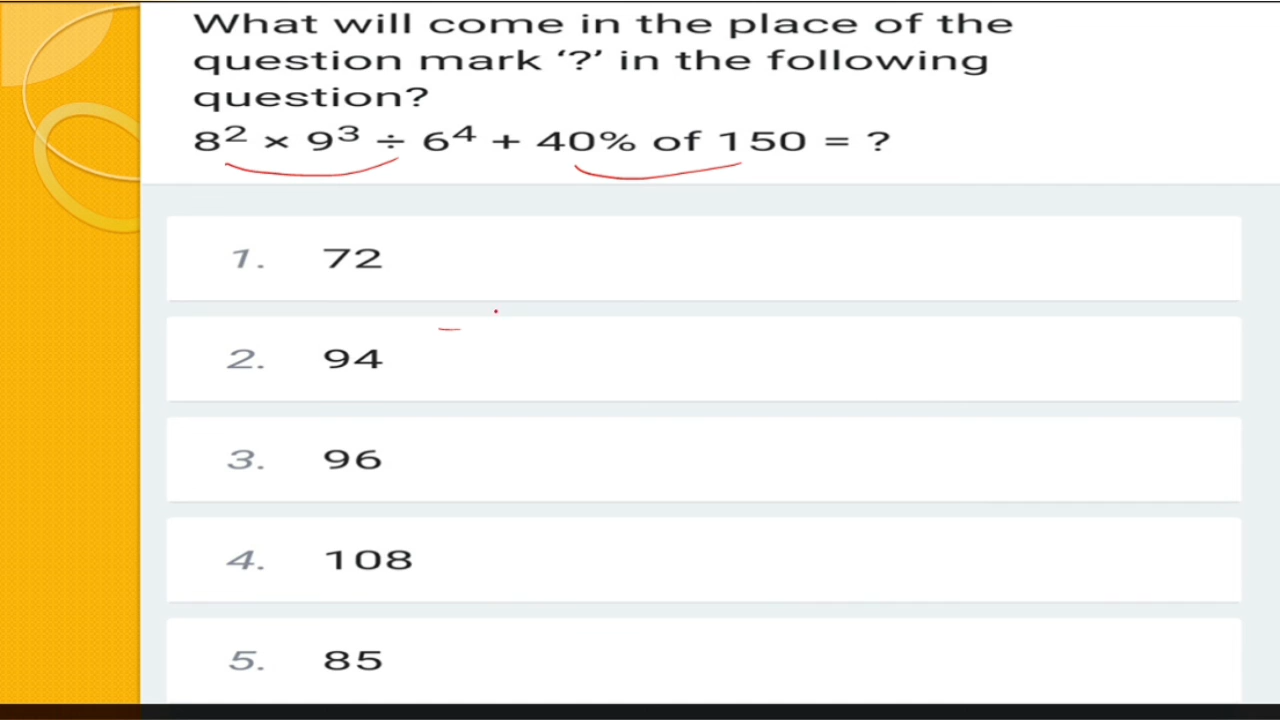 What will come in the place of the
question mark ‘?’ in the following
question?
8² × 9³ ÷ 6⁴ + 40% of 150 = ?
1. 72
2. 94
3. 96
4. 108
5. 85